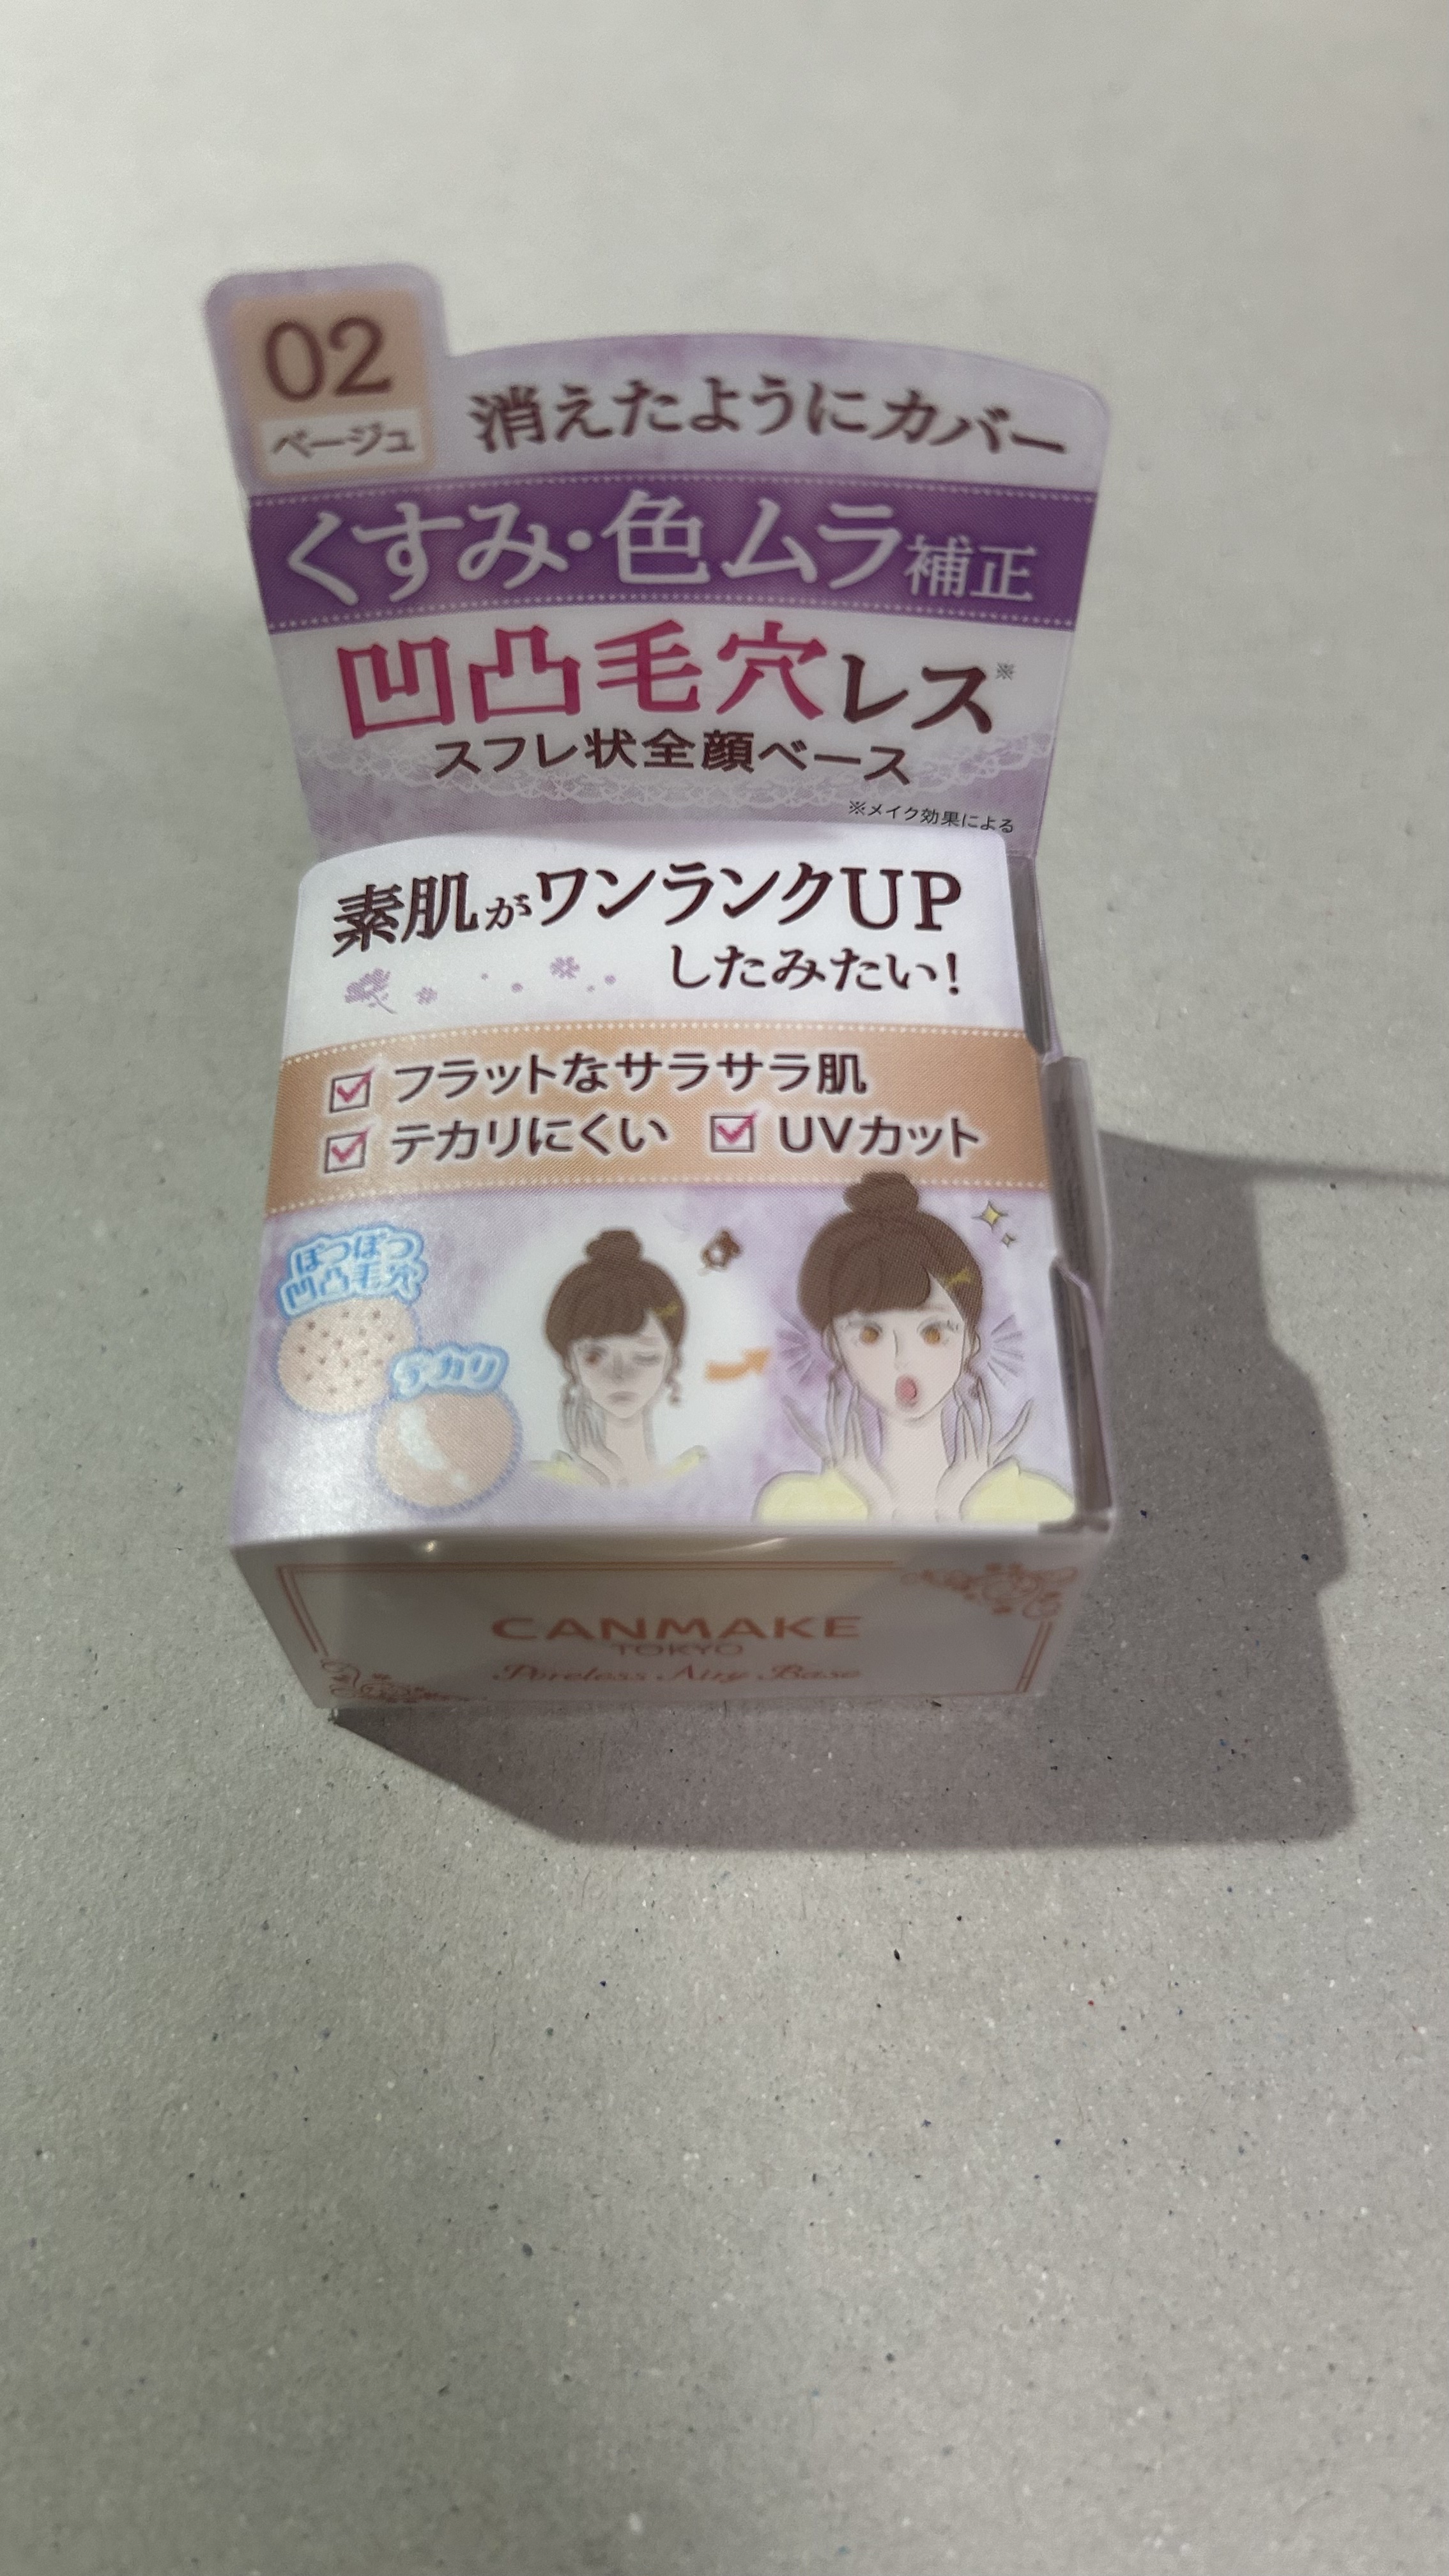 02
ベージュ
消えたようにカバー
くすみ・色ムラ補正
凹凸毛穴レス※
スフレ状全顔ベース
※メイク効果による
素肌がワンランクUP
したみたい!
フラットなサラサラ肌
テカリにくい UVカット
ぽつぽつ
凹凸毛穴
テカリ
CANMAKE
TOKYO
Poreless Airy Base